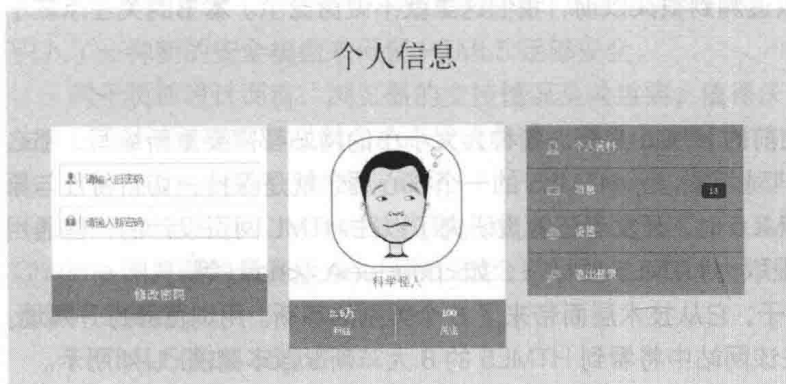 个人信息
请输入旧密码
请输入新密码
修改密码
科学怪人
2.6万
粉丝
100
关注
个人资料
消息
13
设置
退出登录